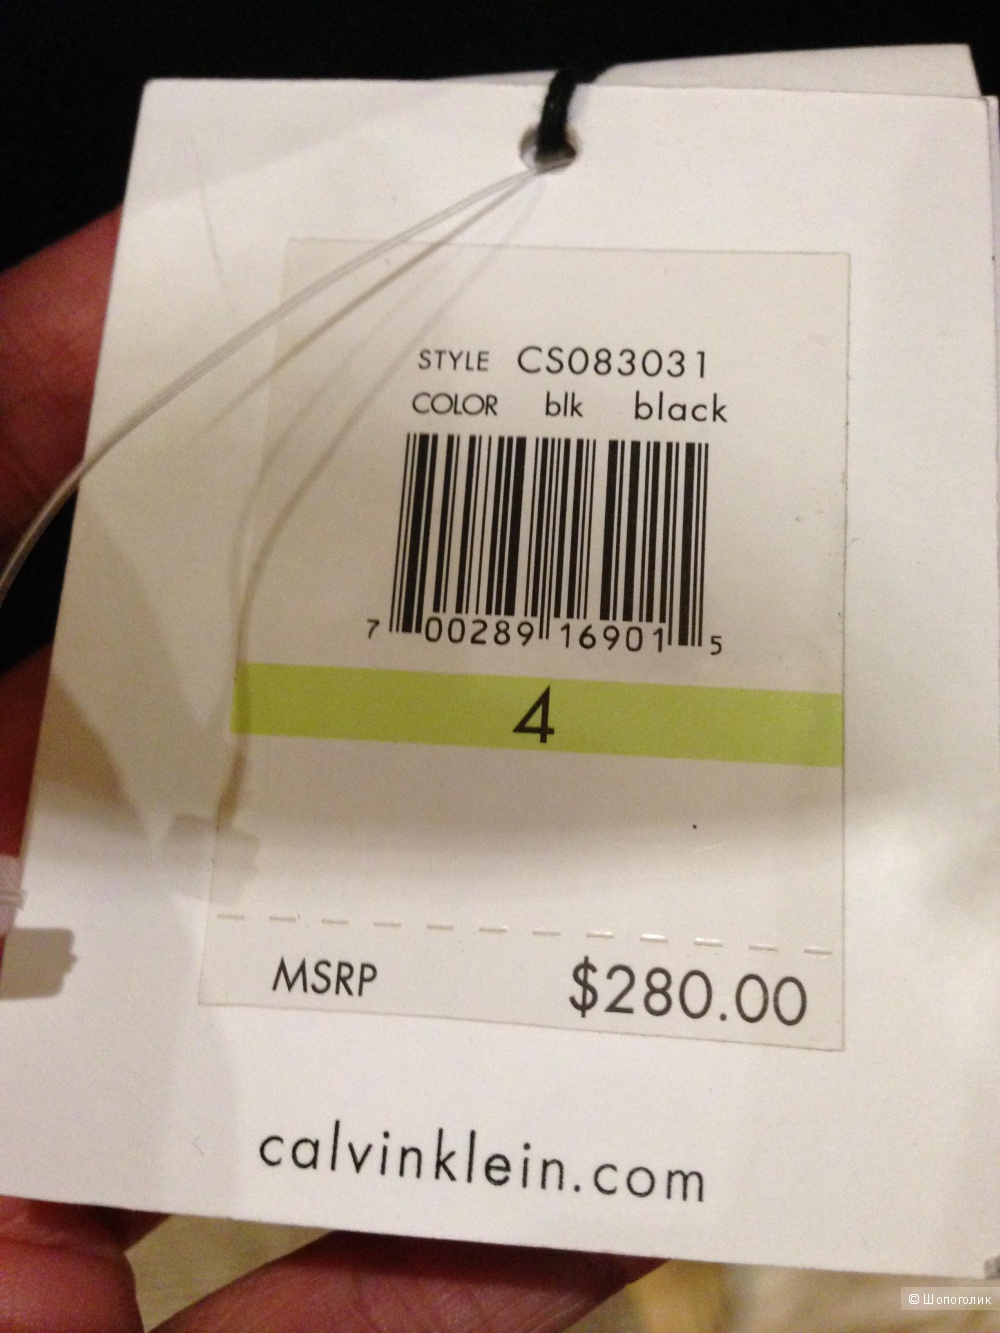 STYLE CS083031
COLOR blk black
7 00289 16901 5
4
MSRP $280.00
calvinklein.com
© Шопоголик